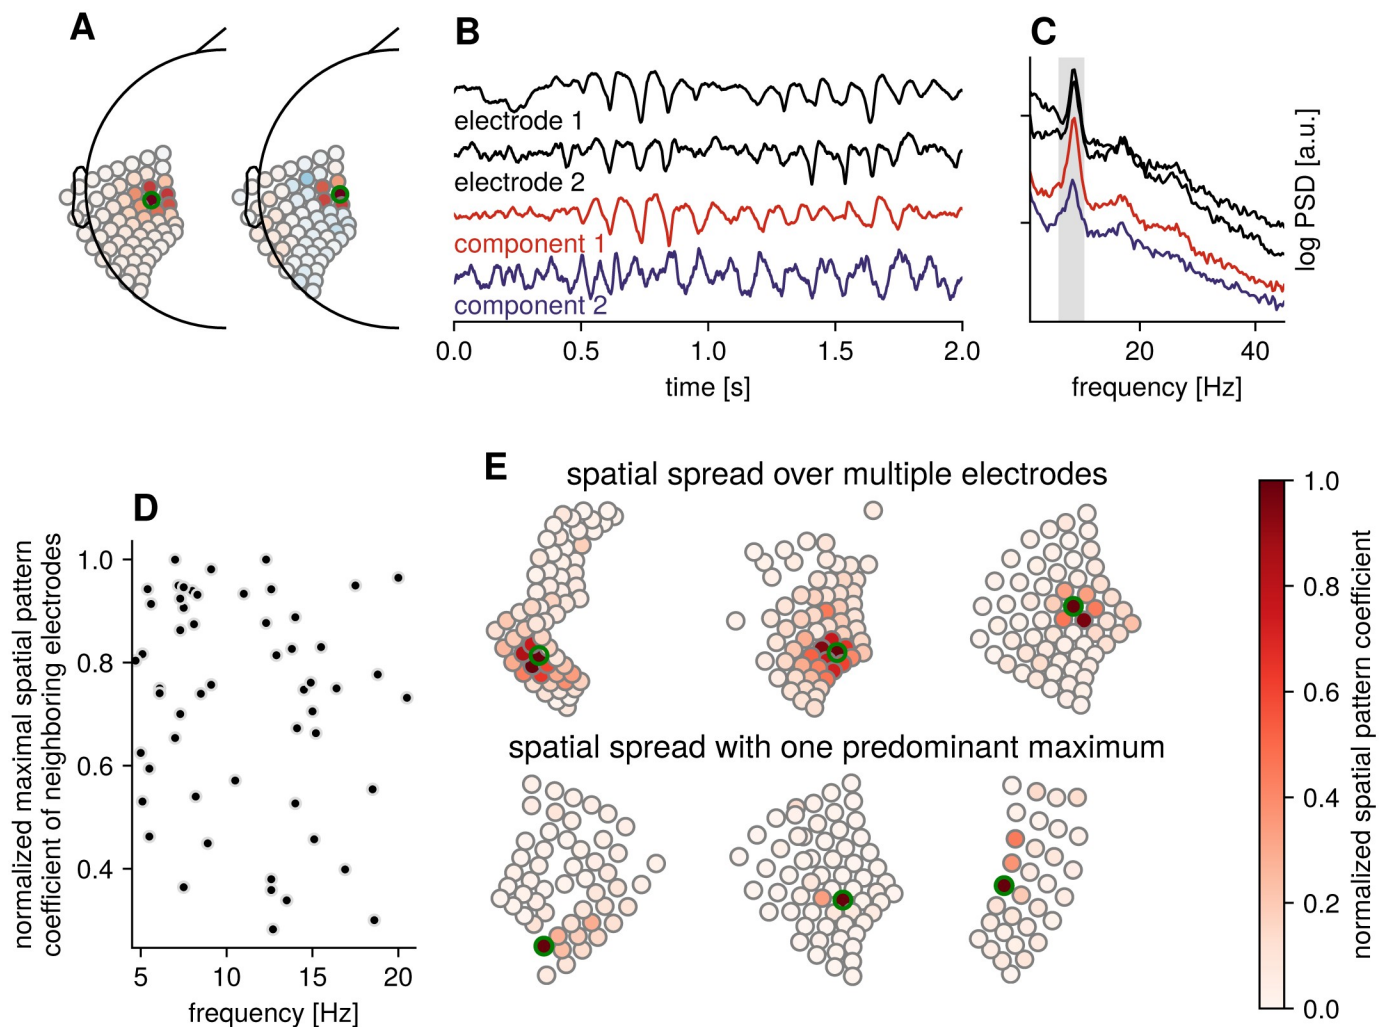 A
B
C
electrode 1
electrode 2
component 1
component 2
0.0 0.5 1.0 1.5 2.0
time [s]
20 40
frequency [Hz]
log PSD [a.u.]
D
normalized maximal spatial pattern
coefficient of neighboring electrodes
1.0
0.8
0.6
0.4
5 10 15 20
frequency [Hz]
E
spatial spread over multiple electrodes
spatial spread with one predominant maximum
1.0
0.8
0.6
0.4
0.2
0.0
normalized spatial pattern coefficient